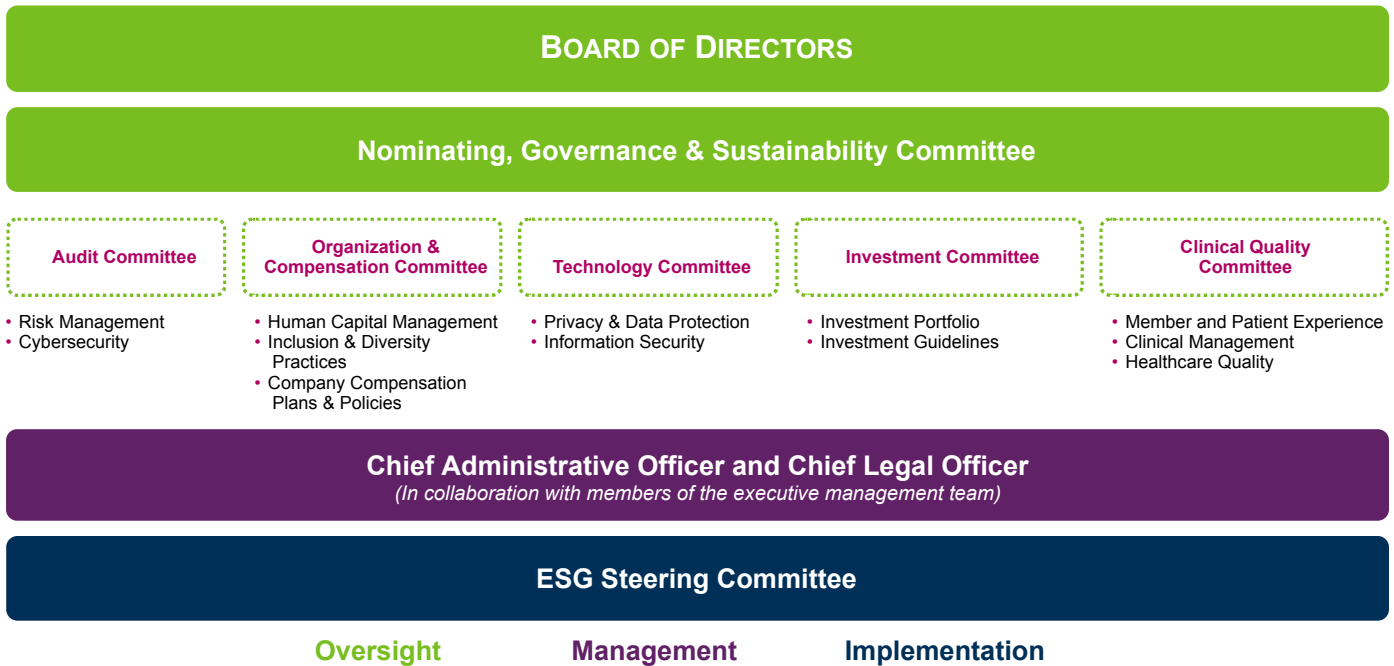 BOARD OF DIRECTORS
Nominating, Governance & Sustainability Committee
Audit Committee
• Risk Management
• Cybersecurity
Organization &
Compensation Committee
• Human Capital Management
• Inclusion & Diversity
Practices
• Company Compensation
Plans & Policies
Technology Committee
• Privacy & Data Protection
• Information Security
Investment Committee
• Investment Portfolio
• Investment Guidelines
Clinical Quality
Committee
• Member and Patient Experience
• Clinical Management
• Healthcare Quality
Chief Administrative Officer and Chief Legal Officer
(In collaboration with members of the executive management team)
ESG Steering Committee
Oversight Management Implementation